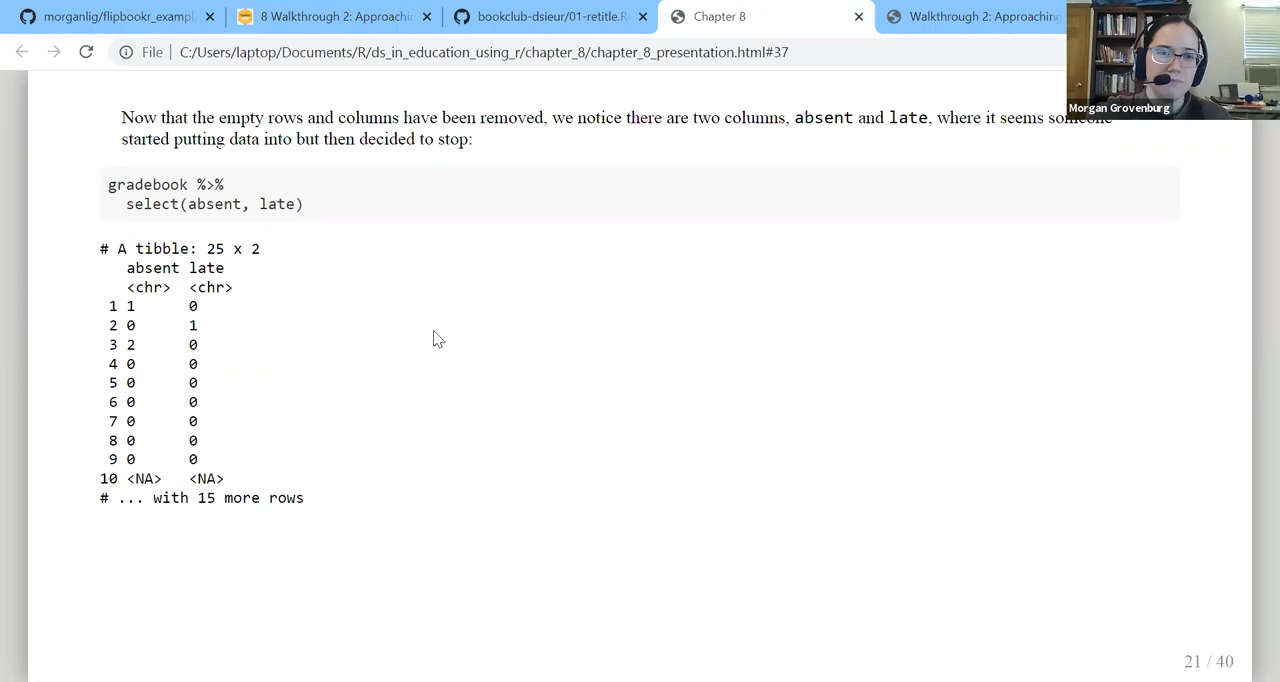 morganlig/flipbookr_exampl
8 Walkthrough 2: Approachi
bookclub-dsieur/01-retitle.R
Chapter 8
Walkthrough 2: Approaching
File | C:/Users/laptop/Documents/R/ds_in_education_using_r/chapter_8/chapter_8_presentation.html#37
Morgan Grovenburg
Now that the empty rows and columns have been removed, we notice there are two columns, absent and late, where it seems someone
started putting data into but then decided to stop:
gradebook %>%
select(absent, late)
# A tibble: 25 x 2
absent late
<chr> <chr>
1 1 0
2 0 1
3 2 0
4 0 0
5 0 0
6 0 0
7 0 0
8 0 0
9 0 0
10 <NA> <NA>
# ... with 15 more rows
21 / 40